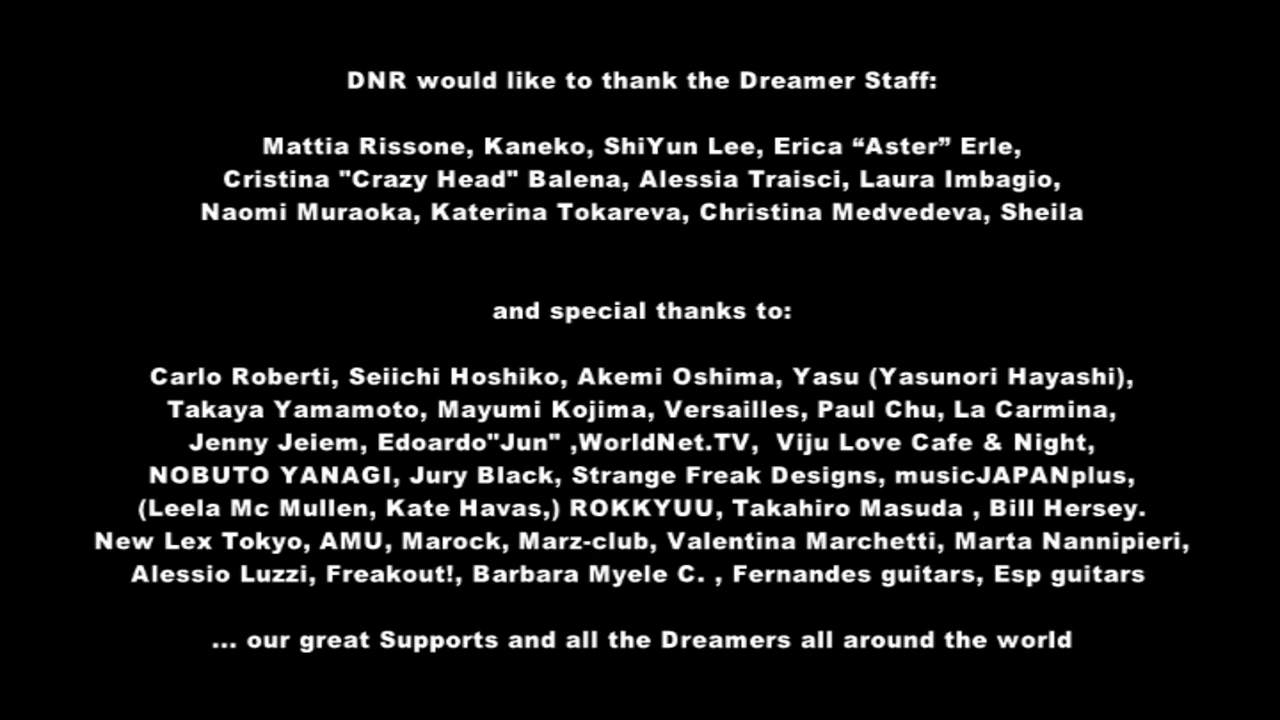 DNR would like to thank the Dreamer Staff:
Mattia Rissone, Kaneko, ShiYun Lee, Erica “Aster” Erle,
Cristina "Crazy Head" Balena, Alessia Traisci, Laura Imbagio,
Naomi Muraoka, Katerina Tokareva, Christina Medvedeva, Sheila
and special thanks to:
Carlo Roberti, Seiichi Hoshiko, Akemi Oshima, Yasu (Yasunori Hayashi),
Takaya Yamamoto, Mayumi Kojima, Versailles, Paul Chu, La Carmina,
Jenny Jeiem, Edoardo"Jun" ,WorldNet.TV,  Viju Love Cafe & Night,
NOBUTO YANAGI, Jury Black, Strange Freak Designs, musicJAPANplus,
(Leela Mc Mullen, Kate Havas,) ROKKYUU, Takahiro Masuda , Bill Hersey.
New Lex Tokyo, AMU, Marock, Marz-club, Valentina Marchetti, Marta Nannipieri,
Alessio Luzzi, Freakout!, Barbara Myele C. , Fernandes guitars, Esp guitars
... our great Supports and all the Dreamers all around the world